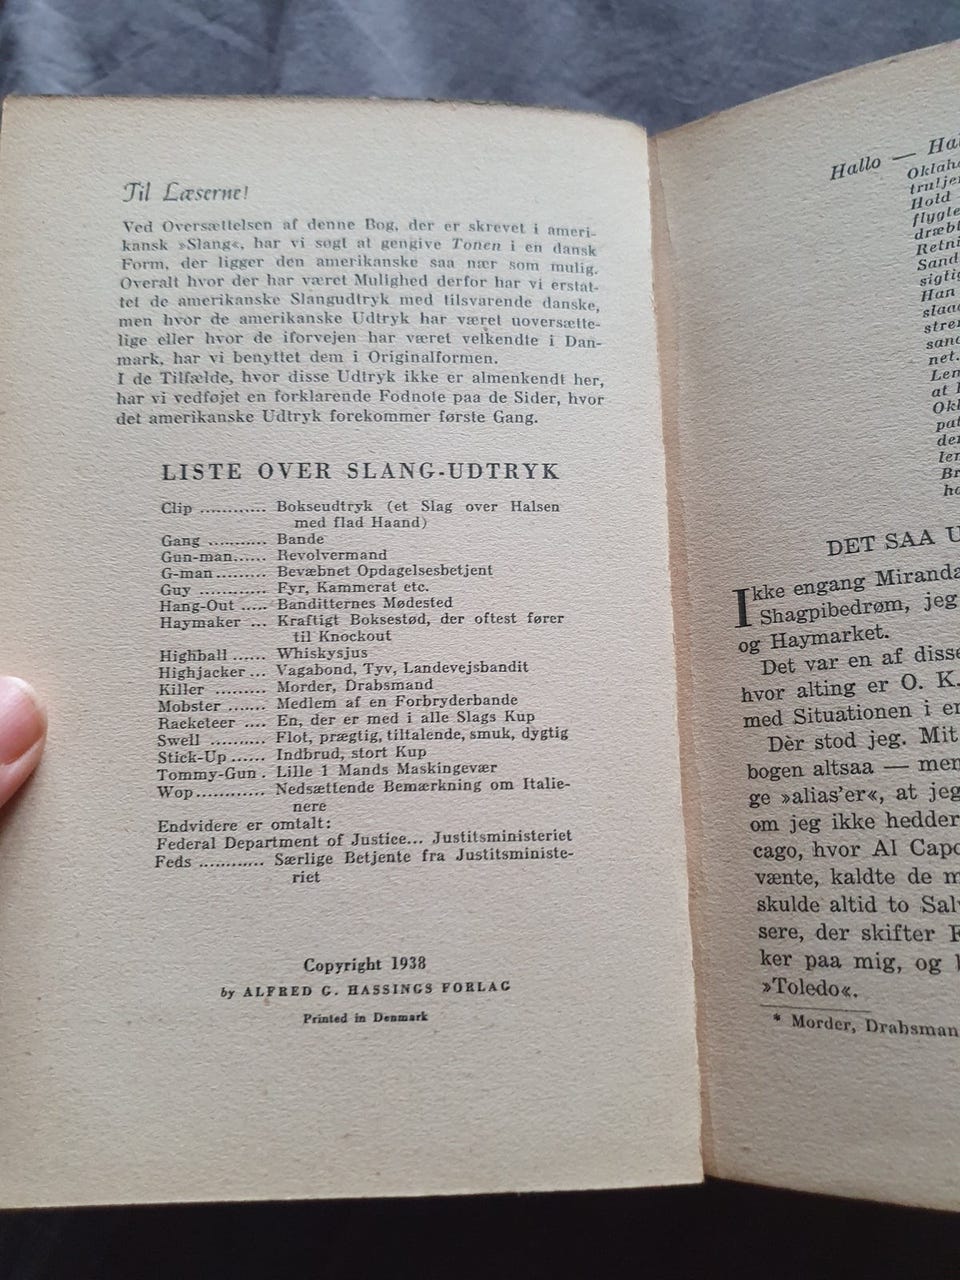 Til Læserne!
Ved Oversættelsen af denne Bog, der er skrevet i ameri-
kansk »Slang«, har vi søgt at gengive Tonen i en dansk
Form, der ligger den amerikanske saa nær som mulig.
Overalt hvor der har været Mulighed derfor har vi erstat-
tet de amerikanske Slangudtryk med tilsvarende danske,
men hvor de amerikanske Udtryk har været uoversætte-
lige eller hvor de iforvejen har været velkendte i Dan-
mark, har vi benyttet dem i Originalformen.
I de Tilfælde, hvor disse Udtryk ikke er almenkendt her,
har vi vedføjet en forklarende Fodnote paa de Sider, hvor
det amerikanske Udtryk forekommer første Gang.
LISTE OVER SLANG-UDTRYK
Clip ............ Bokseudtryk (et Slag over Halsen
med flad Haand)
Gang ........... Bande
Gun-man...... Revolvermand
G-man......... Bevæbnet Opdagelsesbetjent
Guy ............ Fyr, Kammerat etc.
Hang-Out ..... Banditternes Mødested
Haymaker ... Kraftigt Boksestød, der oftest fører
til Knockout
Highball ...... Whiskysjus
Highjacker ... Vagabond, Tyv, Landevejsbandit
Killer ......... Morder, Drabsmand
Mobster ....... Medlem af en Forbryderbande
Racketeer .... En, der er med i alle Slags Kup
Swell .......... Flot, prægtig, tiltalende, smuk, dygtig
Stick-Up ...... Indbrud, stort Kup
Tommy-Gun . Lille 1 Mands Maskingevær
Wop............ Nedsættende Bemærkning om Italie-
nere
Endvidere er omtalt:
Federal Department of Justice... Justitsministeriet
Feds ............ Særlige Betjente fra Justitsministe-
riet
Copyright 1938
by ALFRED G. HASSINGS FORLAG
Printed in Denmark
Hallo —
Hold
flygte
dræbt
Han
net.
at
DET SAA
Ikke engang Miranda
Shagpibedrøm, jeg
og Haymarket.
Det var en af disse
hvor alting er O. K.
med Situationen i en
Dèr stod jeg. Mit
bogen altsaa — men
ge »alias'er«, at jeg
om jeg ikke hedder
cago, hvor Al Capo
vænte, kaldte de m
skulde altid to Sal
sere, der skifter
ker paa mig, og
»Toledo«.
* Morder, Drabsman